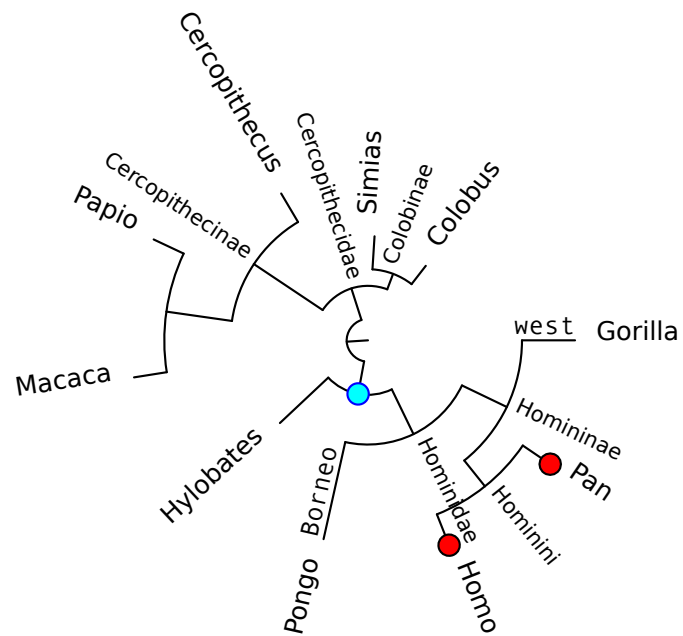 Cercopithecus
Cercopithecidae
Simias
Colobinae
Colobus
Cercopithecinae
Papio
west
Gorilla
Macaca
Homininae
Hylobates
Borneo
Hominidae
Pan
Hominini
Pongo
Homo